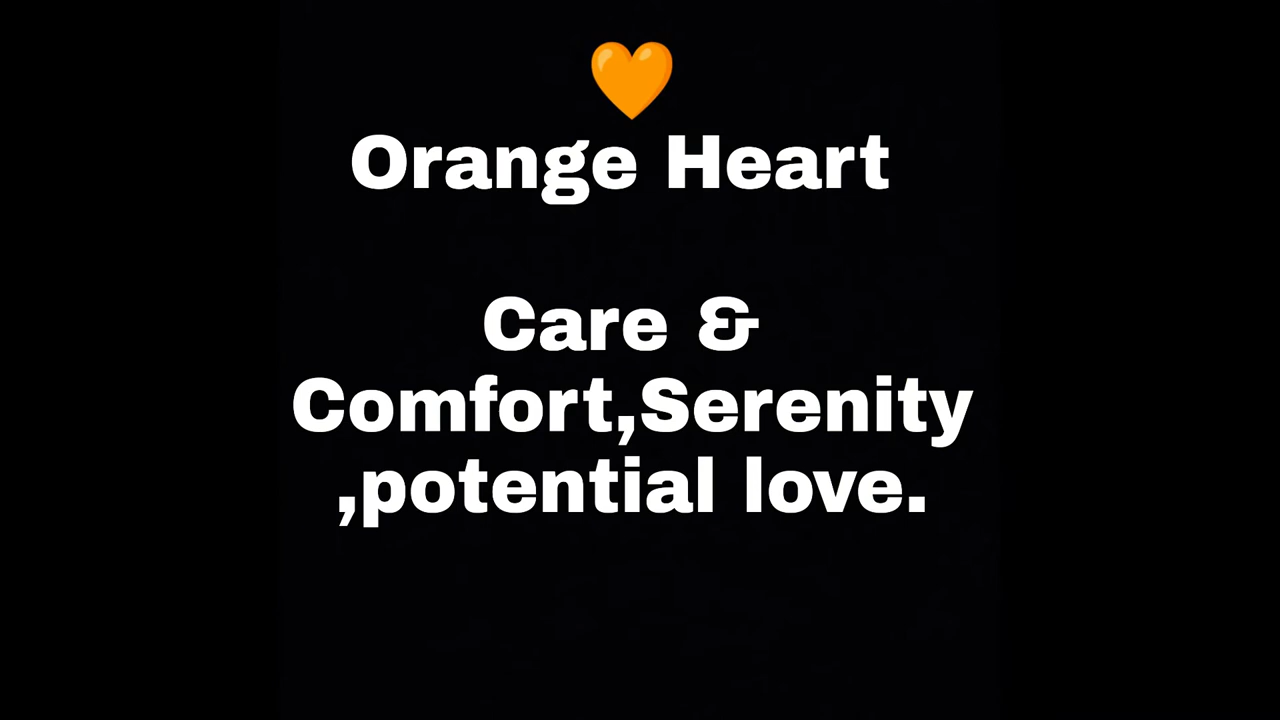 🧡
Orange Heart
Care &
Comfort,Serenity
,potential love.